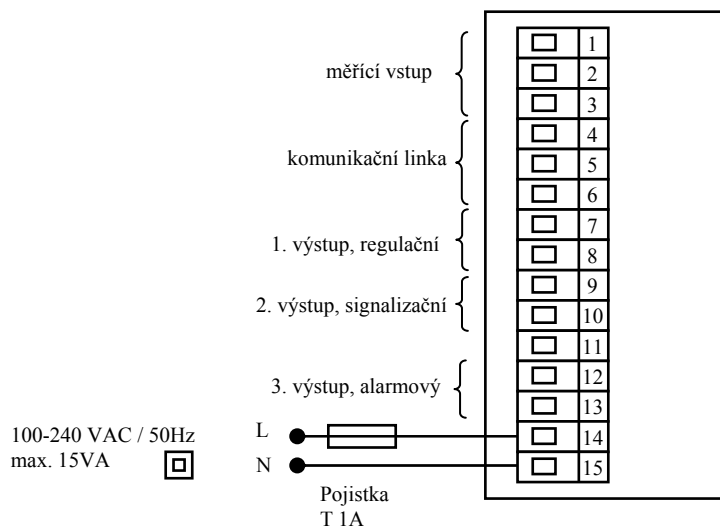 měřící vstup
komunikační linka
1. výstup, regulační
2. výstup, signalizační
3. výstup, alarmový
1
2
3
4
5
6
7
8
9
10
11
12
13
14
15
100-240 VAC / 50Hz
max. 15VA
L
N
Pojistka
T 1A